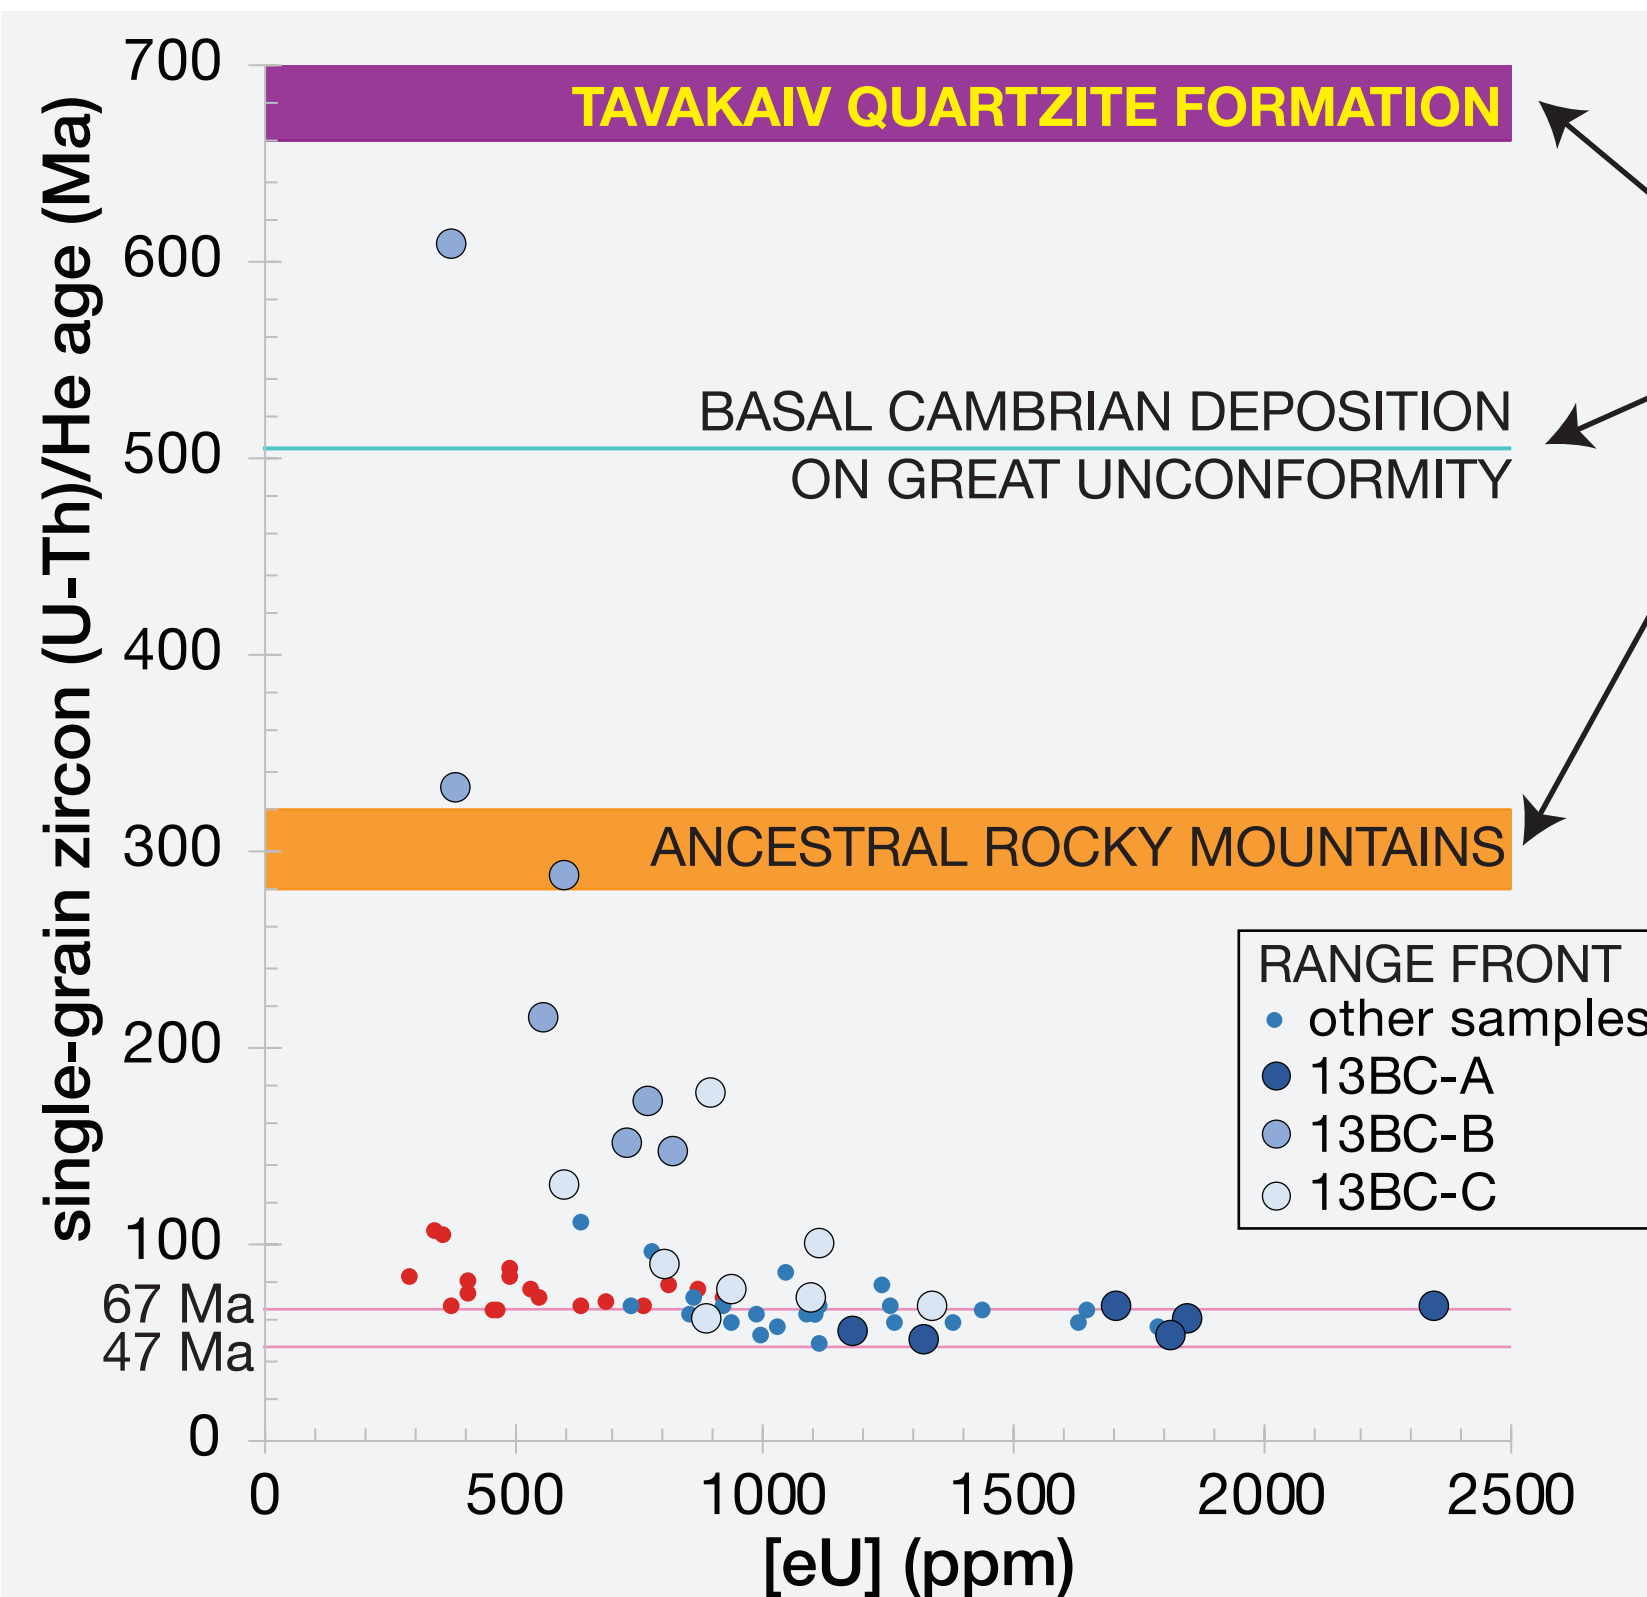 single-grain zircon (U-Th)/He age (Ma)
700
600
500
400
300
200
100
67 Ma
47 Ma
0
TAVAKAIV QUARTZITE FORMATION
BASAL CAMBRIAN DEPOSITION
ON GREAT UNCONFORMITY
ANCESTRAL ROCKY MOUNTAINS
RANGE FRONT
other samples
13BC-A
13BC-B
13BC-C
0 500 1000 1500 2000 2500
[eU] (ppm)